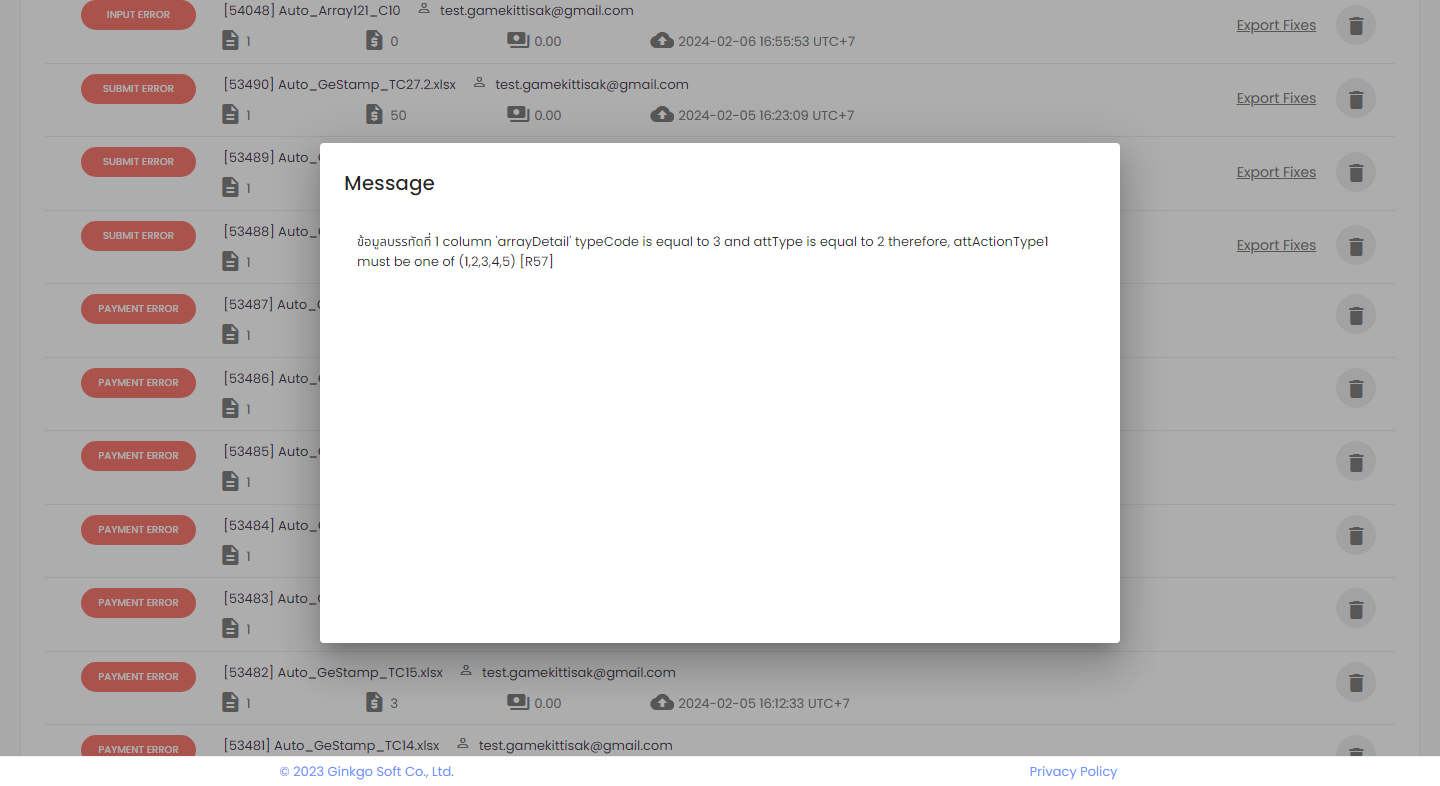 INPUT ERROR [54048] Auto_Array121_C10 test.gamekittisak@gmail.com
1 0 0.00 2024-02-06 16:55:53 UTC+7 Export Fixes
SUBMIT ERROR [53490] Auto_GeStamp_TC27.2.xlsx test.gamekittisak@gmail.com
1 50 0.00 2024-02-05 16:23:09 UTC+7 Export Fixes
SUBMIT ERROR [53489] Auto_
1 Export Fixes
Message
SUBMIT ERROR [53488] Auto_
ข้อมูลบรรทัดที่ 1 column 'arrayDetail' typeCode is equal to 3 and attType is equal to 2 therefore, attActionType1
must be one of (1,2,3,4,5) [R57]
1 Export Fixes
PAYMENT ERROR [53487] Auto_
1
PAYMENT ERROR [53486] Auto_
1
PAYMENT ERROR [53485] Auto_
1
PAYMENT ERROR [53484] Auto_
1
PAYMENT ERROR [53483] Auto_
1
PAYMENT ERROR [53482] Auto_GeStamp_TC15.xlsx test.gamekittisak@gmail.com
1 3 0.00 2024-02-05 16:12:33 UTC+7
PAYMENT ERROR [53481] Auto_GeStamp_TC14.xlsx test.gamekittisak@gmail.com
© 2023 Ginkgo Soft Co., Ltd. Privacy Policy